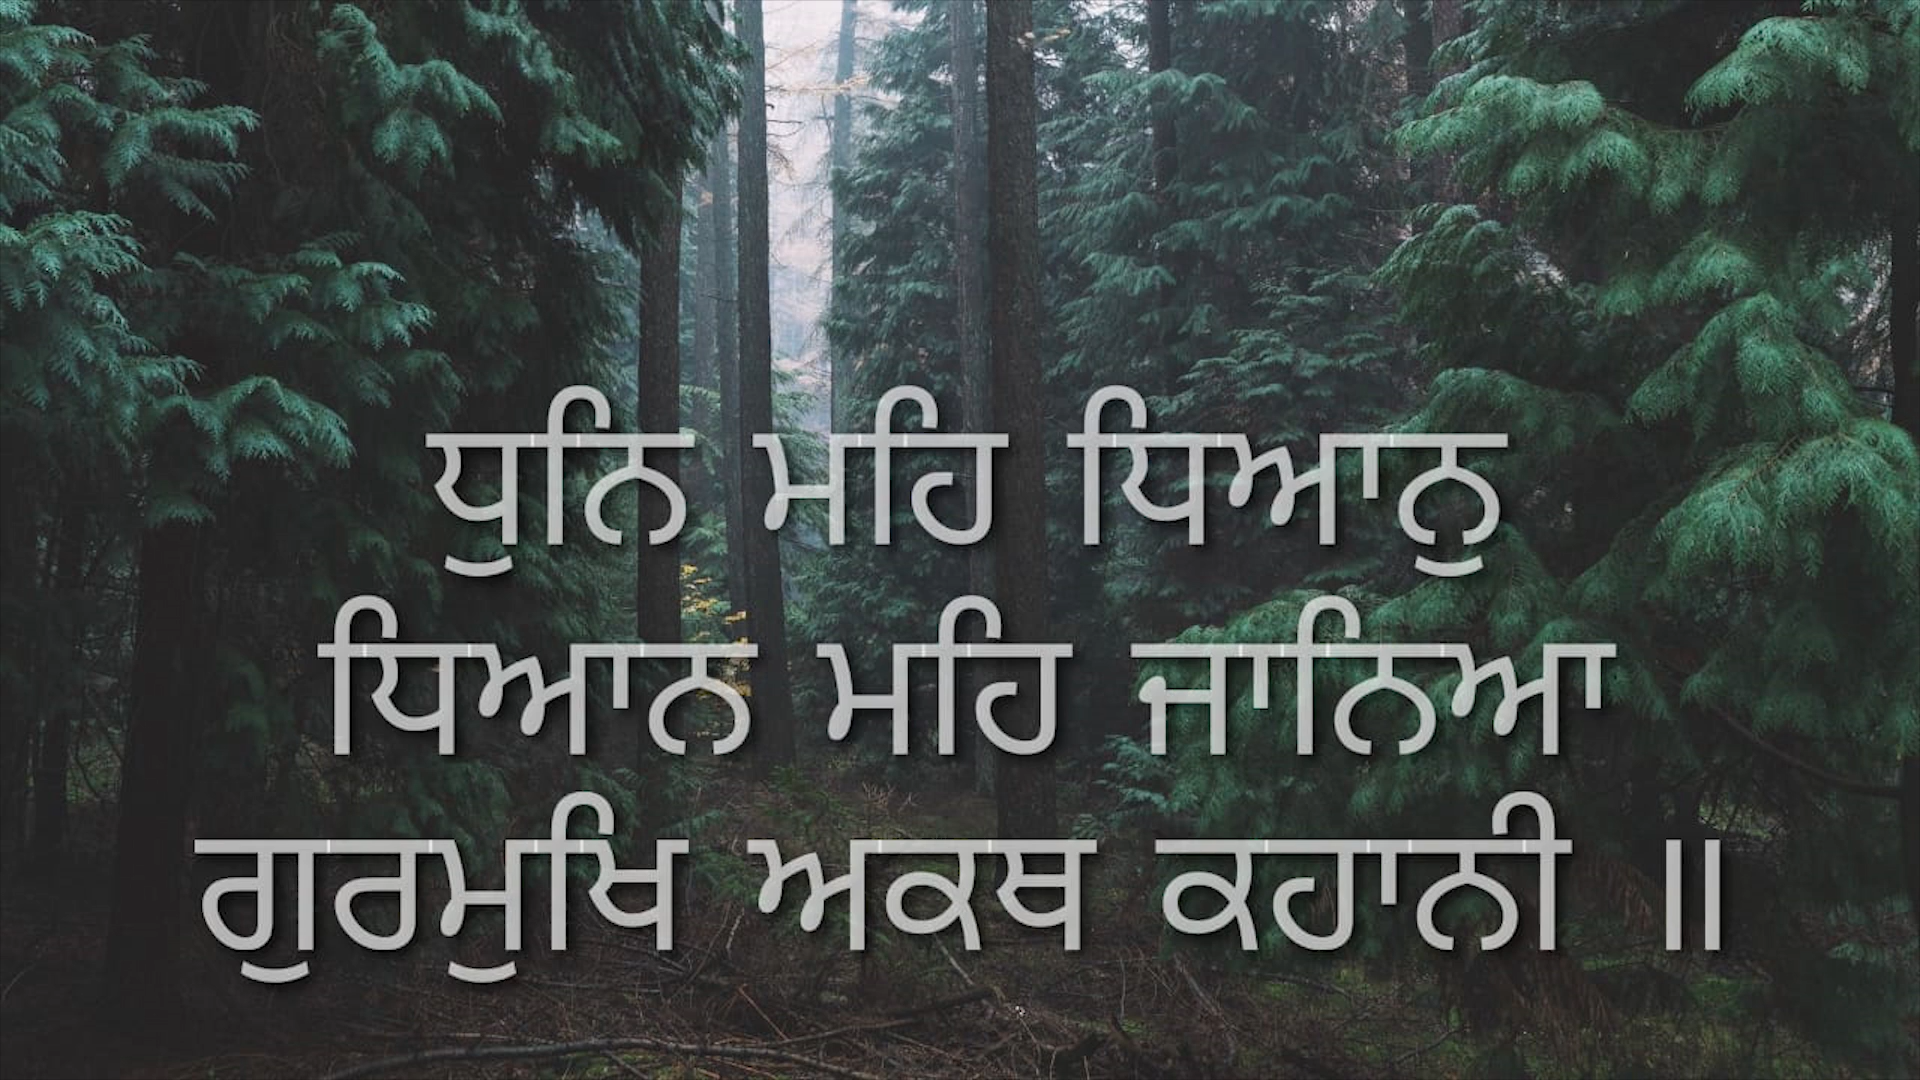 ਧੁਨਿ ਮਹਿ ਧਿਆਨੁ
ਧਿਆਨ ਮਹਿ ਜਾਨਿਆ
ਗੁਰਮੁਖਿ ਅਕਥ ਕਹਾਨੀ ॥